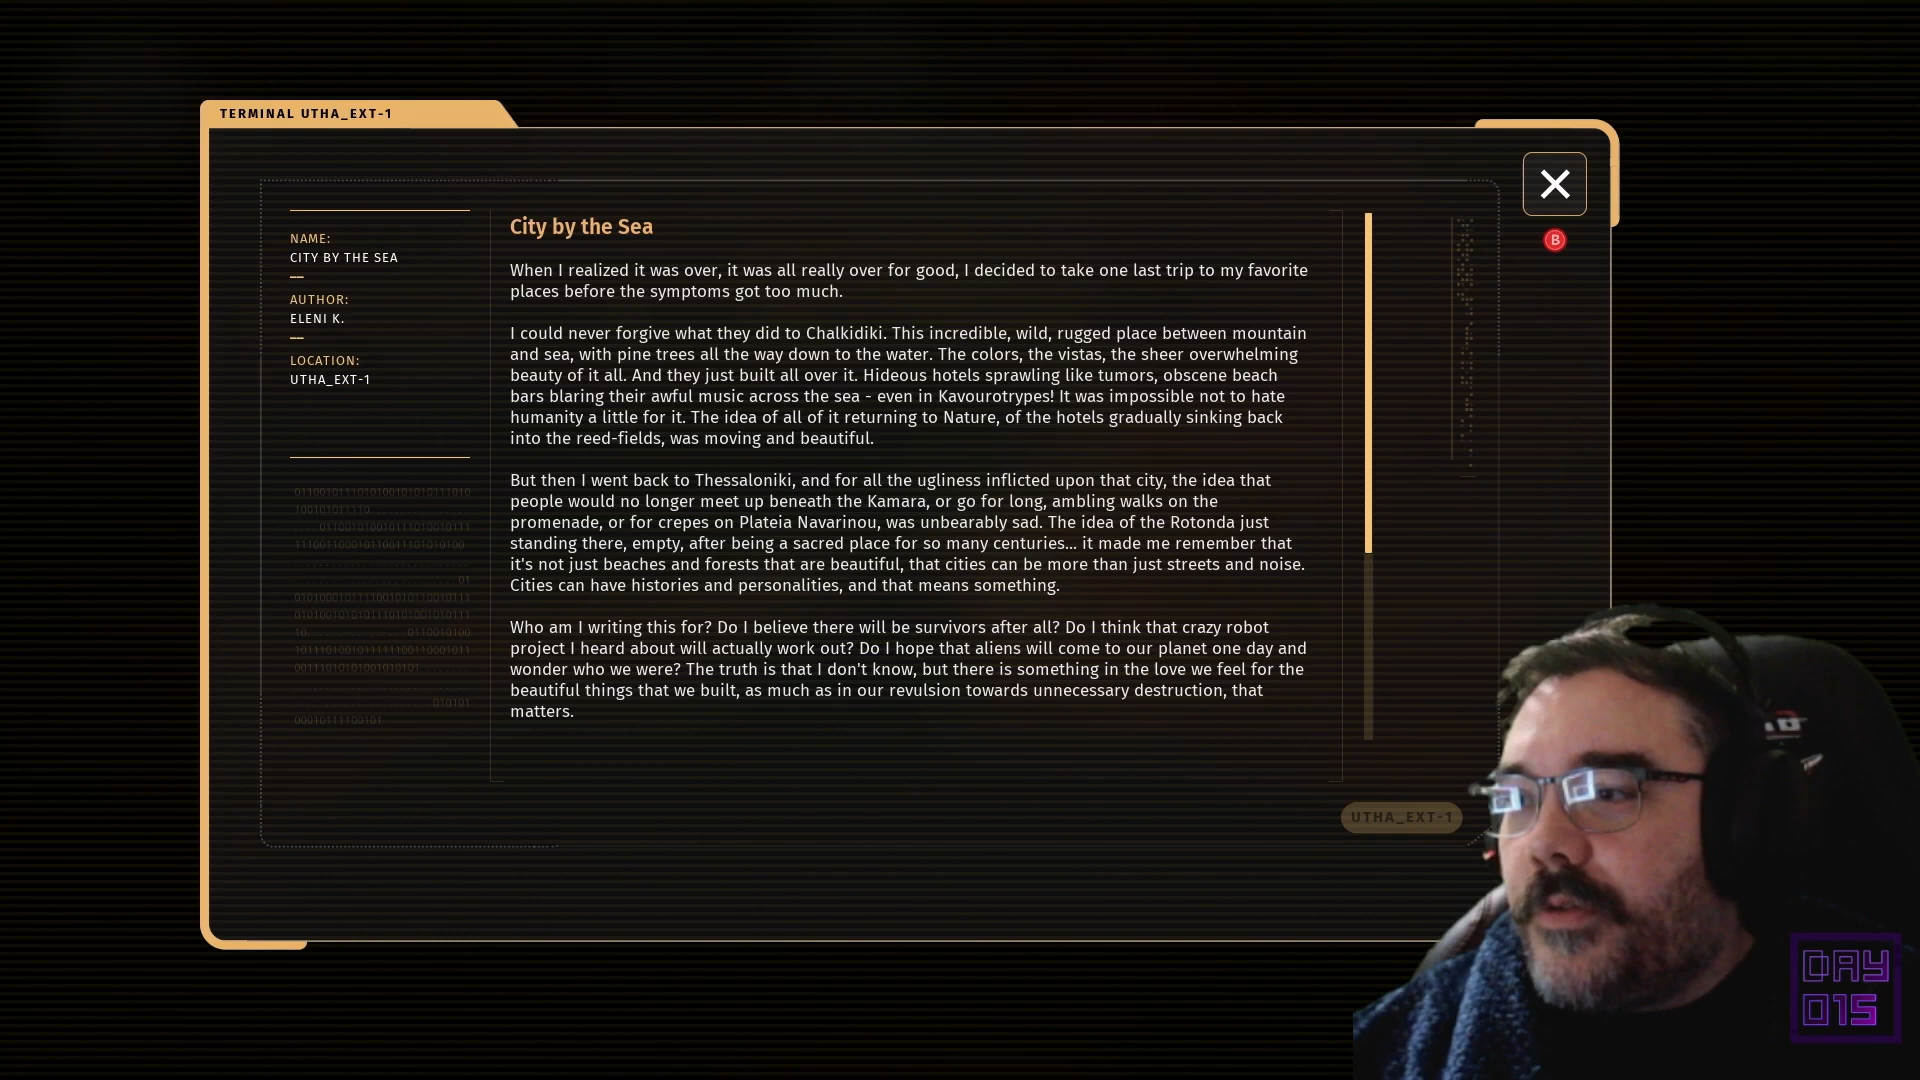 TERMINAL UTHA_EXT-1
B
NAME:
CITY BY THE SEA
AUTHOR:
ELENI K.
LOCATION:
UTHA_EXT-1
City by the Sea
When I realized it was over, it was all really over for good, I decided to take one last trip to my favorite
places before the symptoms got too much.
I could never forgive what they did to Chalkidiki. This incredible, wild, rugged place between mountain
and sea, with pine trees all the way down to the water. The colors, the vistas, the sheer overwhelming
beauty of it all. And they just built all over it. Hideous hotels sprawling like tumors, obscene beach
bars blaring their awful music across the sea - even in Kavourotrypes! It was impossible not to hate
humanity a little for it. The idea of all of it returning to Nature, of the hotels gradually sinking back
into the reed-fields, was moving and beautiful.
But then I went back to Thessaloniki, and for all the ugliness inflicted upon that city, the idea that
people would no longer meet up beneath the Kamara, or go for long, ambling walks on the
promenade, or for crepes on Plateia Navarinou, was unbearably sad. The idea of the Rotonda just
standing there, empty, after being a sacred place for so many centuries... it made me remember that
it's not just beaches and forests that are beautiful, that cities can be more than just streets and noise.
Cities can have histories and personalities, and that means something.
Who am I writing this for? Do I believe there will be survivors after all? Do I think that crazy robot
project I heard about will actually work out? Do I hope that aliens will come to our planet one day and
wonder who we were? The truth is that I don't know, but there is something in the love we feel for the
beautiful things that we built, as much as in our revulsion towards unnecessary destruction, that
matters.
UTHA_EXT-1
DAY
015